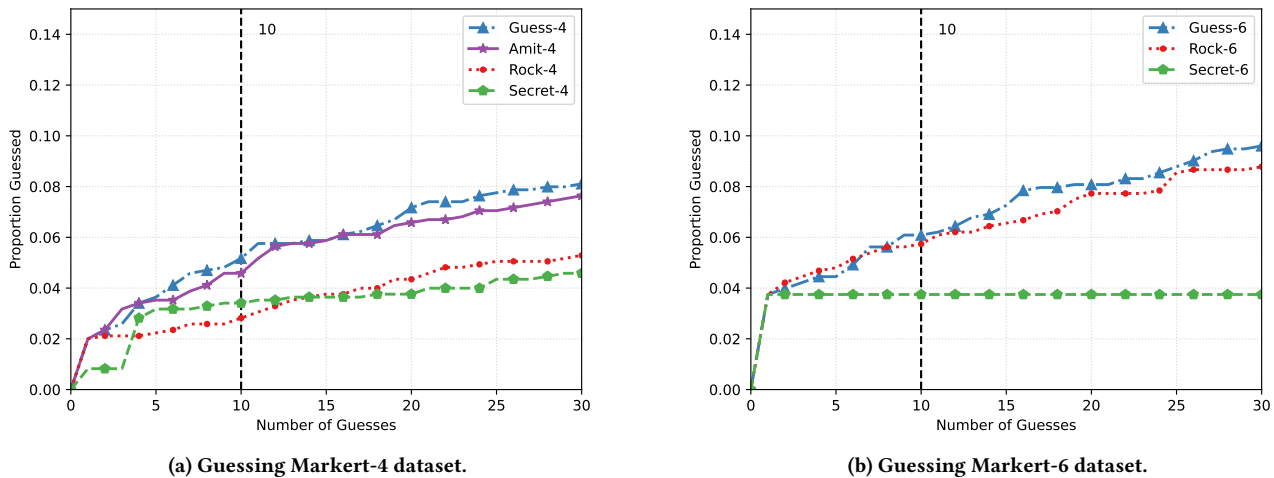 0.14
0.12
0.10
0.08
0.06
0.04
0.02
0.00
Proportion Guessed
10
Guess-4
Amit-4
Rock-4
Secret-4
0 5 10 15 20 25 30
Number of Guesses
(a) Guessing Markert-4 dataset.
0.14
0.12
0.10
0.08
0.06
0.04
0.02
0.00
Proportion Guessed
10
Guess-6
Rock-6
Secret-6
0 5 10 15 20 25 30
Number of Guesses
(b) Guessing Markert-6 dataset.